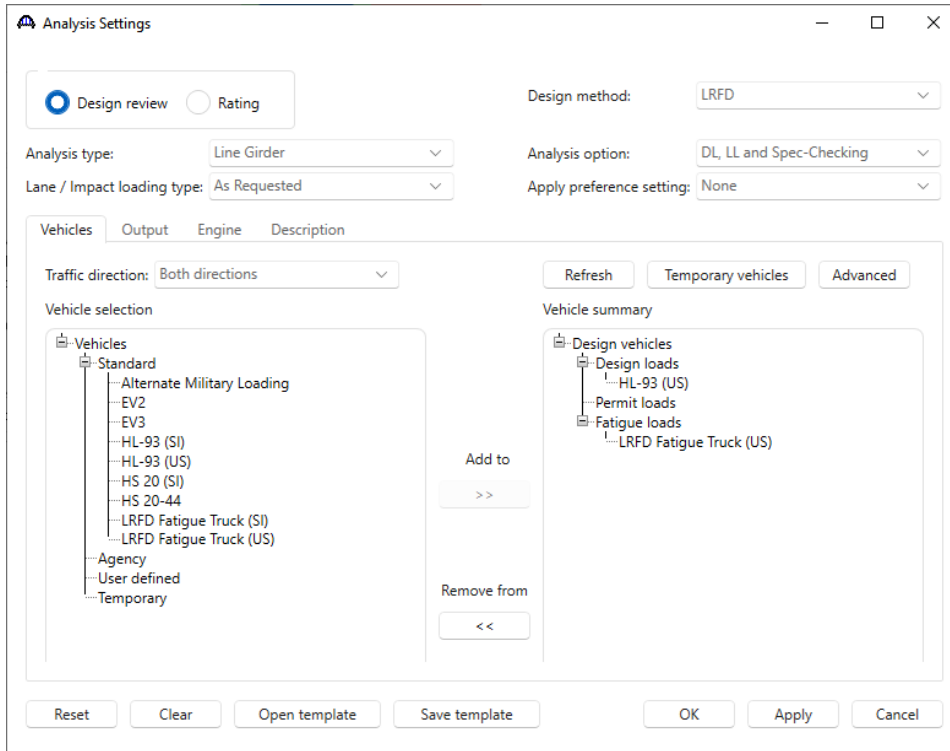 Analysis Settings
Design review Rating
Design method: LRFD
Analysis type: Line Girder
Analysis option: DL, LL and Spec-Checking
Lane / Impact loading type: As Requested
Apply preference setting: None
Vehicles Output Engine Description
Traffic direction: Both directions
Refresh Temporary vehicles Advanced
Vehicle selection
Vehicles
Standard
Alternate Military Loading
EV2
EV3
HL-93 (SI)
HL-93 (US)
HS 20 (SI)
HS 20-44
LRFD Fatigue Truck (SI)
LRFD Fatigue Truck (US)
Agency
User defined
Temporary
Add to
>>
Remove from
<<
Vehicle summary
Design vehicles
Design loads
HL-93 (US)
Permit loads
Fatigue loads
LRFD Fatigue Truck (US)
Reset Clear Open template Save template OK Apply Cancel